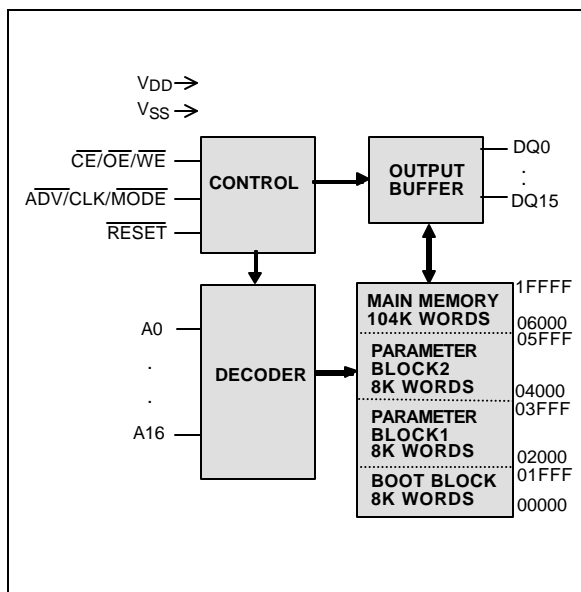 VDD
VSS
CE/OE/WE
ADV/CLK/MODE
RESET
CONTROL
OUTPUT
BUFFER
DQ0
.
.
DQ15
A0
.
.
A16
DECODER
MAIN MEMORY
104K WORDS
PARAMETER
BLOCK2
8K WORDS
PARAMETER
BLOCK1
8K WORDS
BOOT BLOCK
8K WORDS
1FFFF
06000
05FFF
04000
03FFF
02000
01FFF
00000